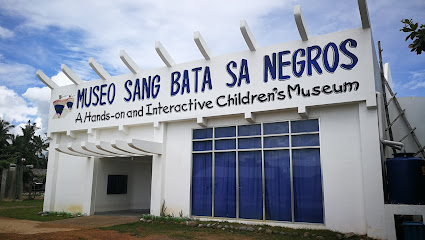 MUSEO SANG BATA SA NEGROS
A Hands-on and Interactive Children's Museum